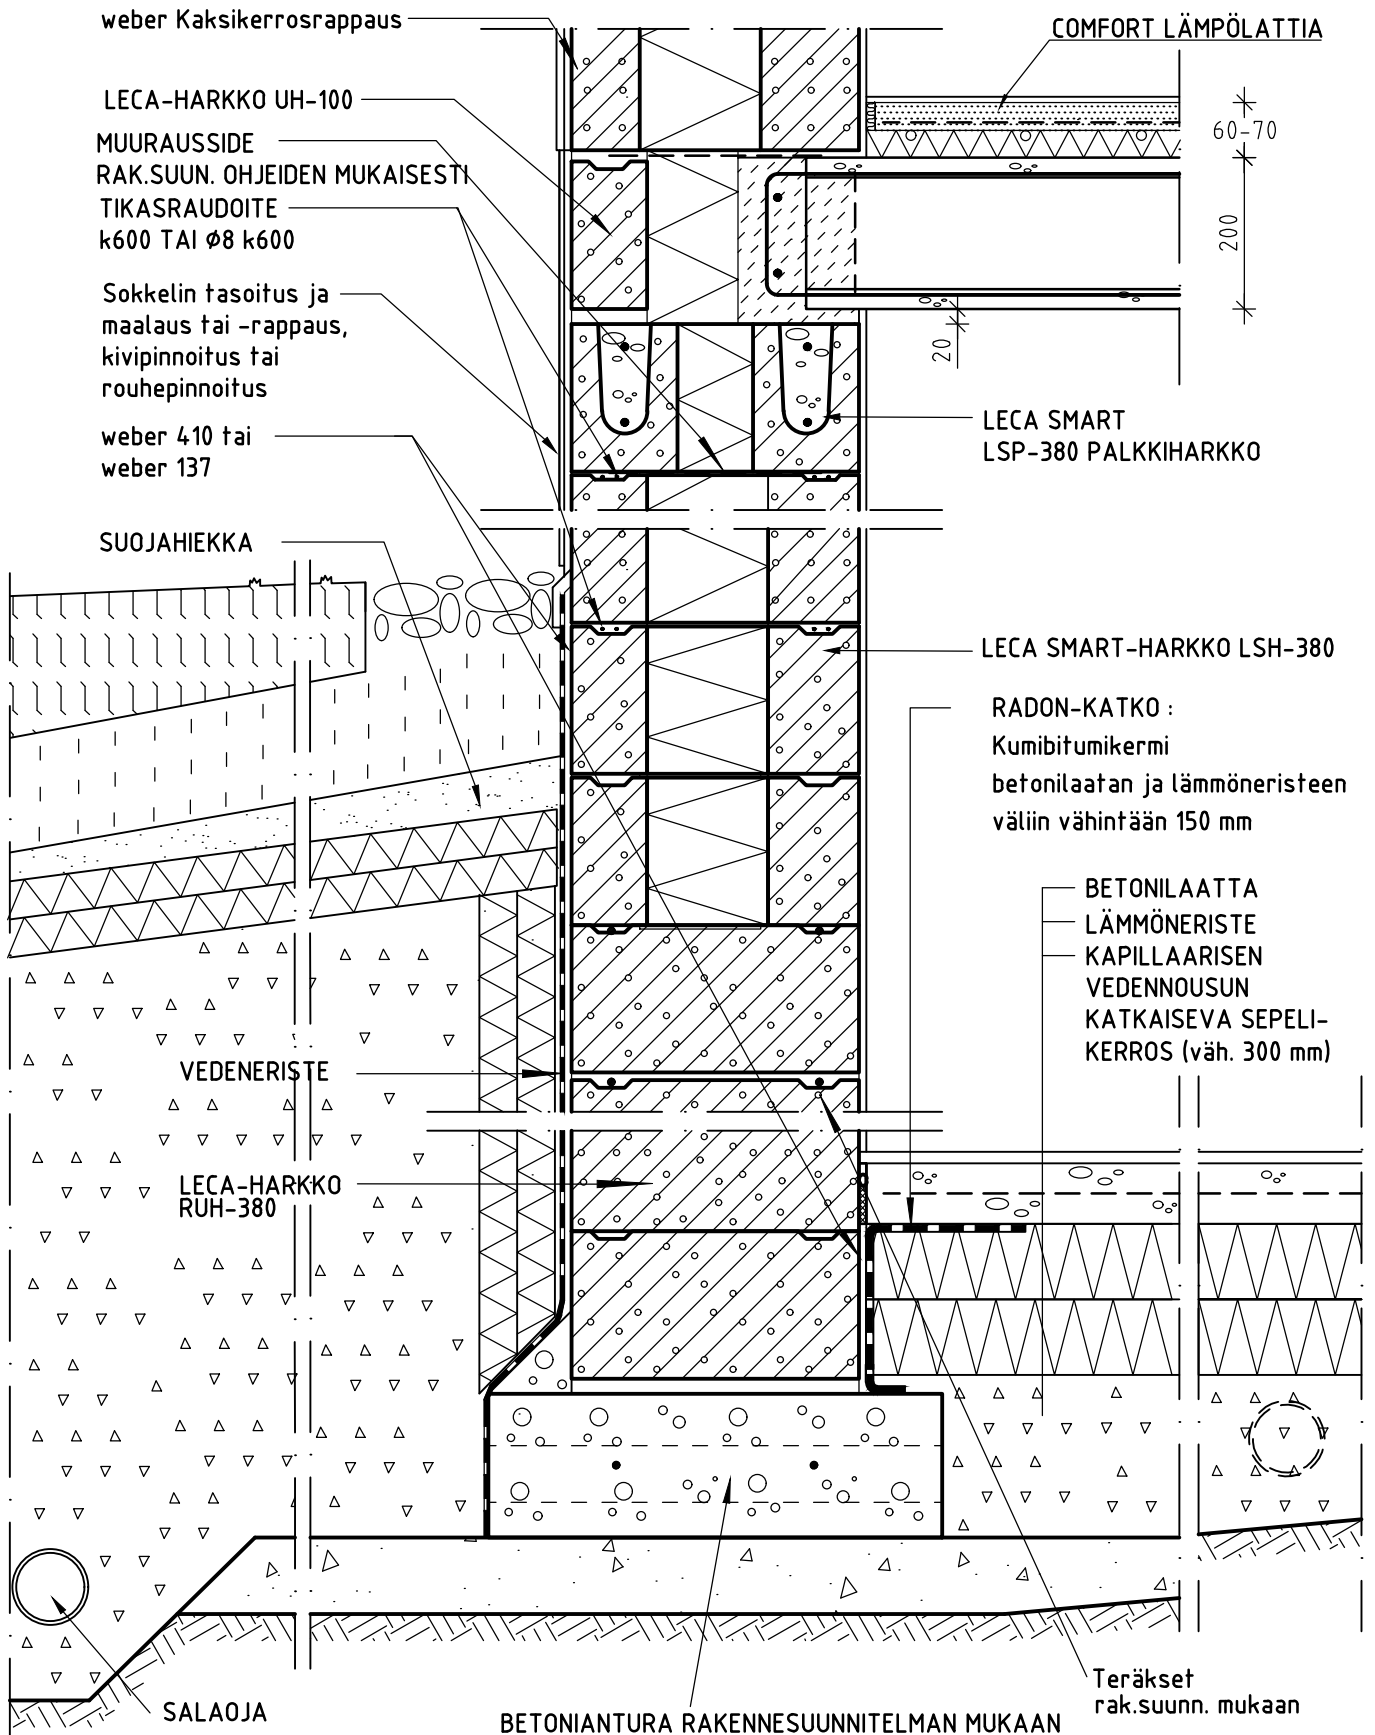 weber Kaksikerrosrappaus
COMFORT LÄMPÖLATTIA
LECA-HARKKO UH-100
60-70
MUURAUSSIDE
RAK.SUUN. OHJEIDEN MUKAISESTI
TIKASRAUDOITE
k600 TAI Ø8 k600
200
Sokkelin tasoitus ja
maalaus tai -rappaus,
kivipinnoitus tai
rouhepinnoitus
20
LECA SMART
LSP-380 PALKKIHARKKO
weber 410 tai
weber 137
SUOJAHIEKKA
LECA SMART-HARKKO LSH-380
RADON-KATKO :
Kumibitumikermi
betonilaatan ja lämmöneristeen
väliin vähintään 150 mm
BETONILAATTA
LÄMMÖNERISTE
KAPILLAARISEN
VEDENNOUSUN
KATKAISEVA SEPELI-
KERROS (väh. 300 mm)
VEDENERISTE
LECA-HARKKO
RUH-380
Teräkset
rak.suunn. mukaan
SALAOJA
BETONIANTURA RAKENNESUUNNITELMAN MUKAAN